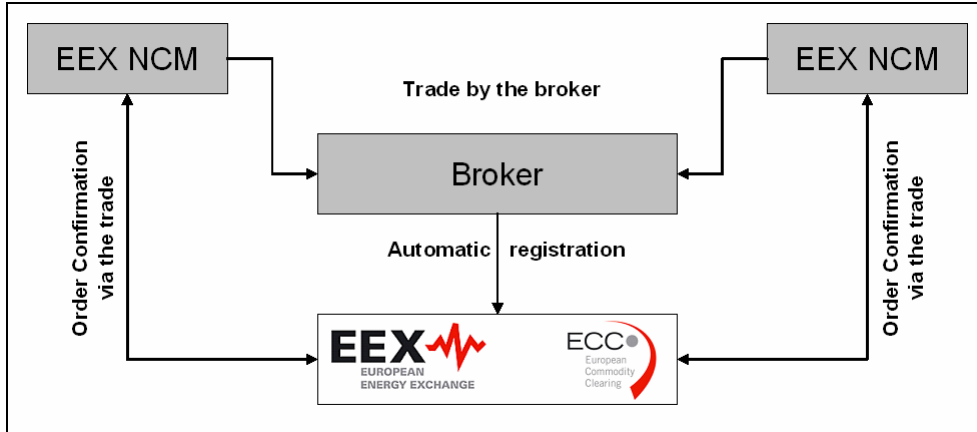 EEX NCM
EEX NCM
Trade by the broker
Broker
Order Confirmation
via the trade
Order Confirmation
via the trade
Automatic registration
EEX
EUROPEAN
ENERGY EXCHANGE
ECC
European
Commodity
Clearing